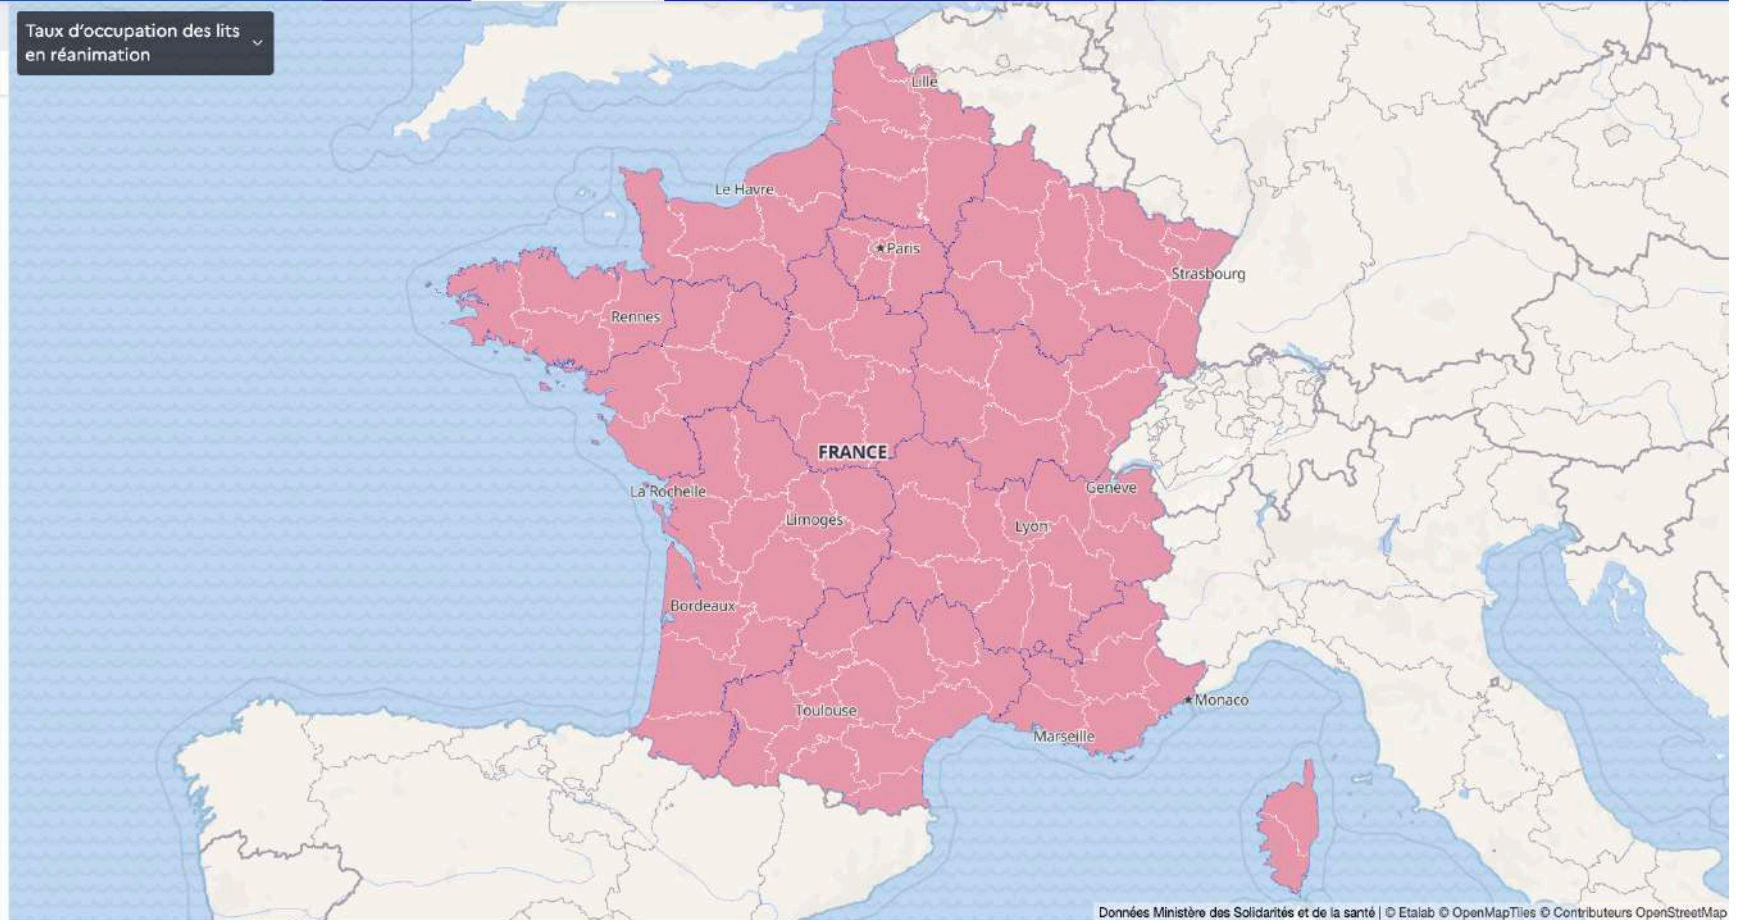 Taux d'occupation des lits
en réanimation
Lille
Le Havre
Paris
Strasbourg
Rennes
FRANCE
La Rochelle
Genève
Limoges
Lyon
Bordeaux
Monaco
Toulouse
Marseille
Données Ministère des Solidarités et de la santé | © Etalab © OpenMapTiles © Contributeurs OpenStreetMap